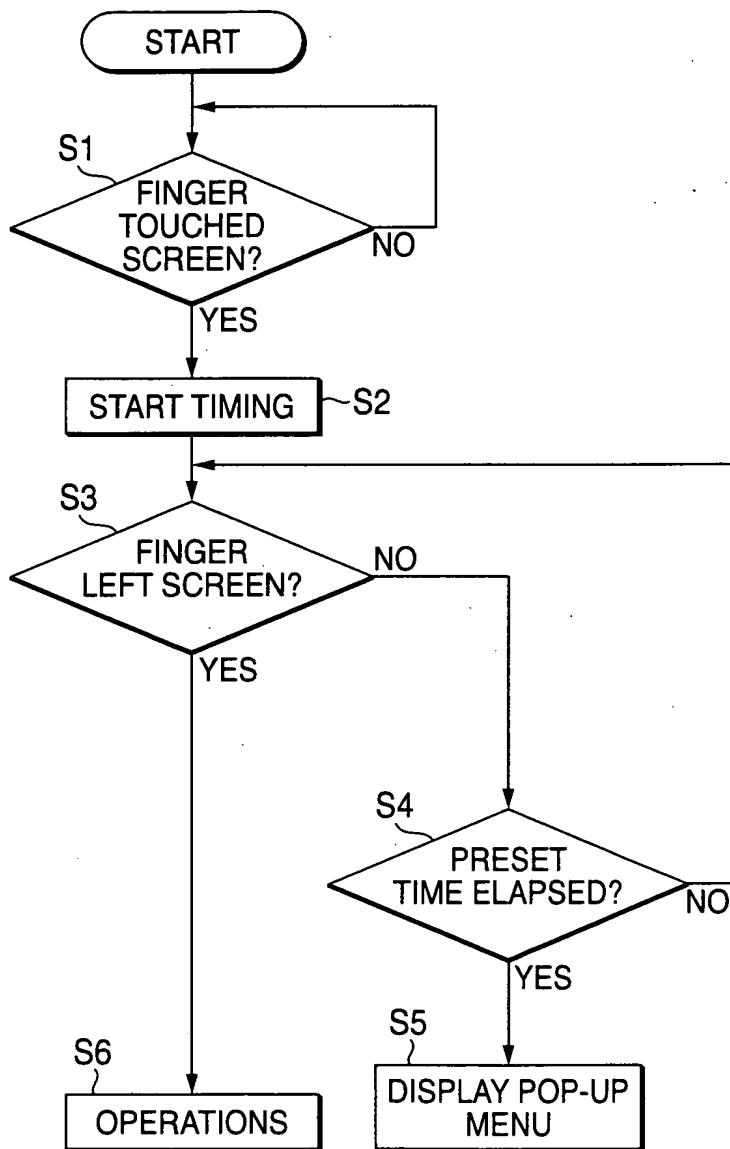 START
S1
FINGER
TOUCHED
SCREEN?
NO
YES
START TIMING
S2
S3
FINGER
LEFT SCREEN?
NO
YES
S4
PRESET
TIME ELAPSED?
NO
YES
S5
DISPLAY POP-UP
MENU
S6
OPERATIONS